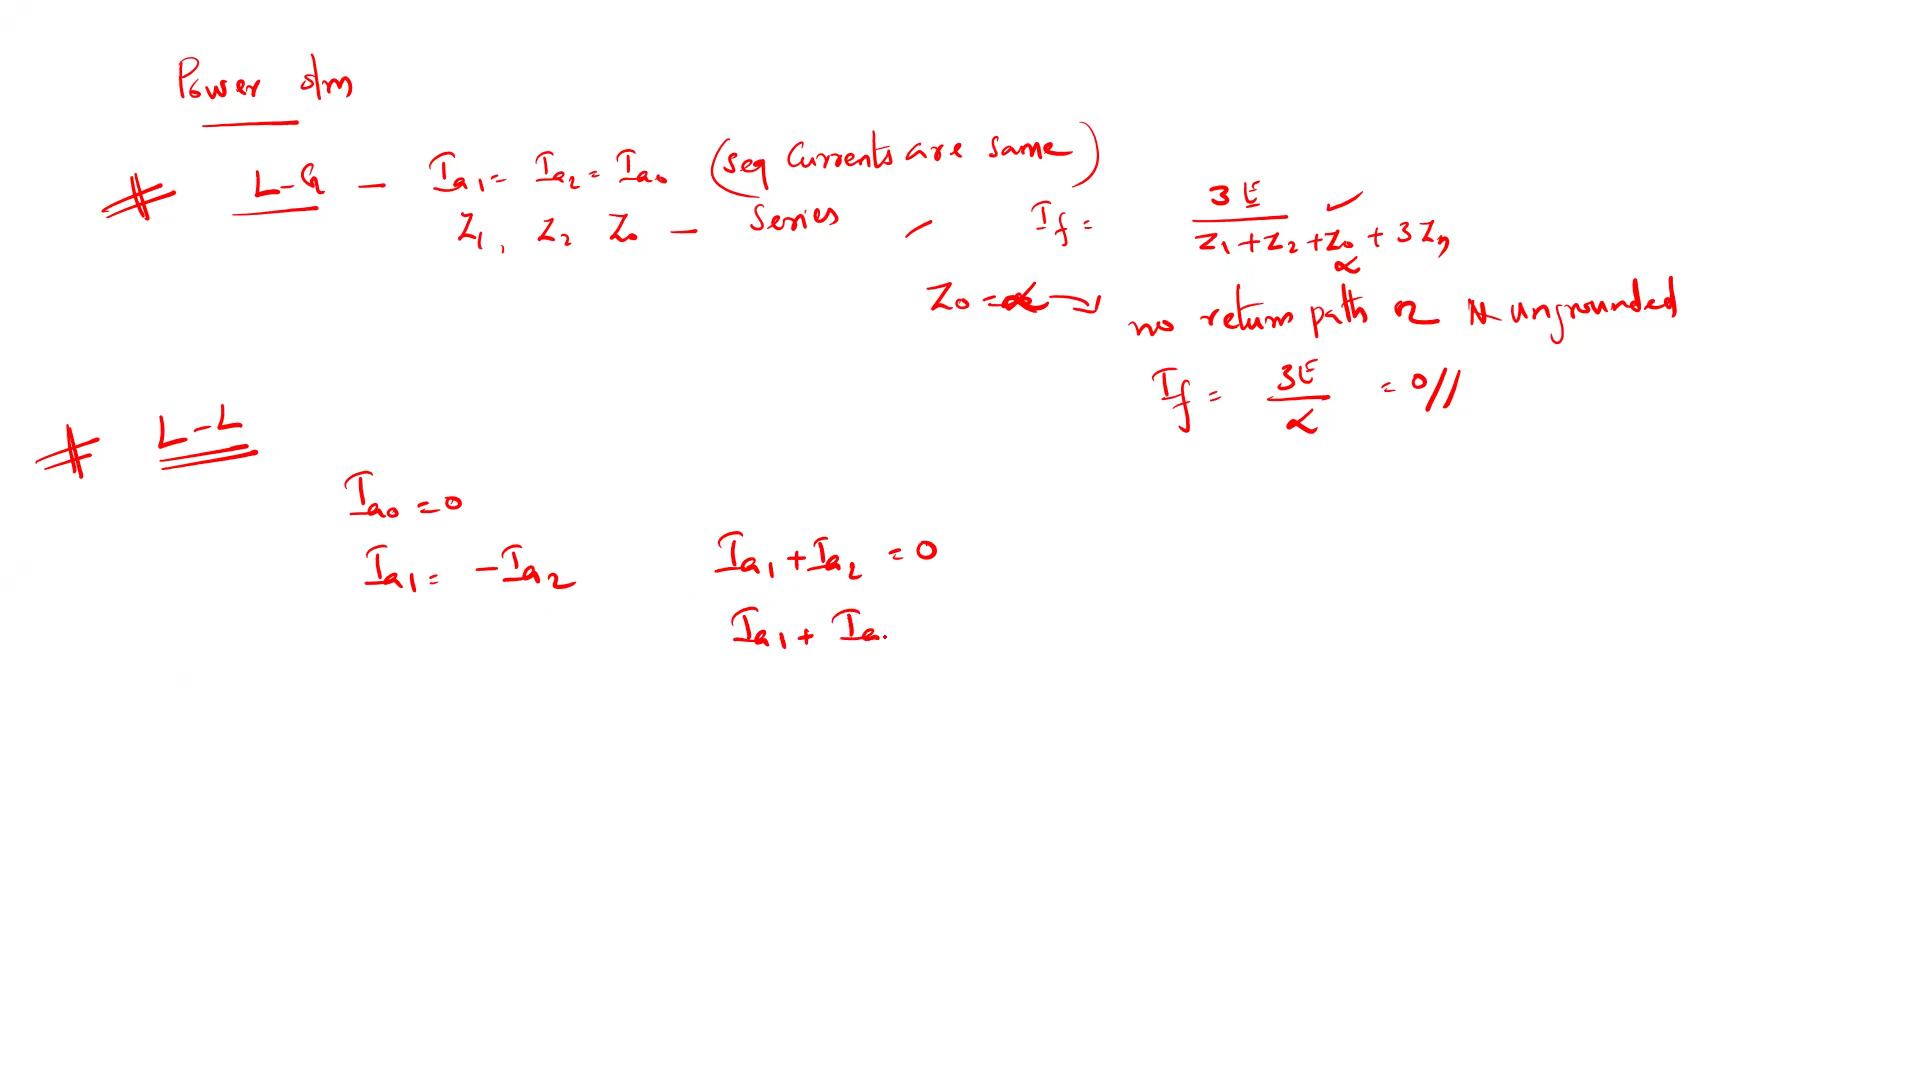 Power s/m
# L-G - Ia1 = Ia2 = Ia0 (seq currents are same)
Z1, Z2 Z0 - series
If = 3E / Z1+Z2+Z0+3Zn
α
Z0 = α → no return path or ungrounded
If = 3E/α = 0//
# L-L
Ia0 = 0
Ia1 = -Ia2 Ia1 + Ia2 = 0
Ia1 + Ia